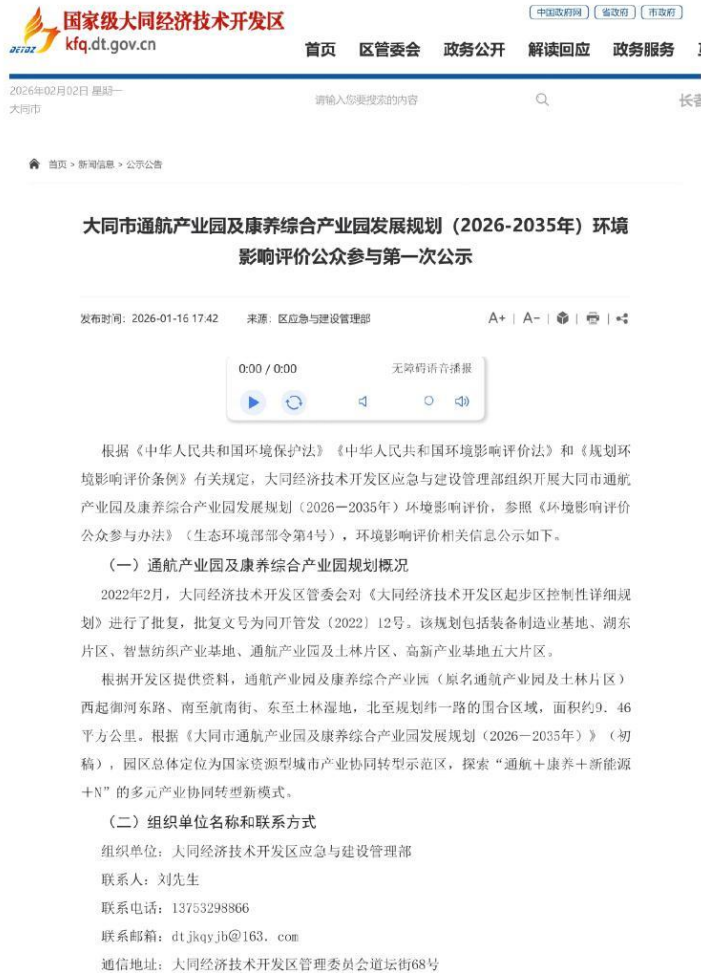 中国政府网 省政府 市政府
国家级大同经济技术开发区
DETDZ
kfq.dt.gov.cn
首页 区管委会 政务公开 解读回应 政务服务
2026年02月02日 星期一
大同市
请输入您要搜索的内容
长者
首页 > 新闻信息 > 公示公告
大同市通航产业园及康养综合产业园发展规划（2026-2035年）环境
影响评价公众参与第一次公示
发布时间：2026-01-16 17:42 来源：区应急与建设管理部 A+ | A- |
0:00 / 0:00 无障碍语音播报
根据《中华人民共和国环境保护法》《中华人民共和国环境影响评价法》和《规划环
境影响评价条例》有关规定，大同经济技术开发区应急与建设管理部组织开展大同市通航
产业园及康养综合产业园发展规划（2026—2035年）环境影响评价，参照《环境影响评价
公众参与办法》（生态环境部部令第4号），环境影响评价相关信息公示如下。
（一）通航产业园及康养综合产业园规划概况
2022年2月，大同经济技术开发区管委会对《大同经济技术开发区起步区控制性详细规
划》进行了批复，批复文号为同开管发〔2022〕12号。该规划包括装备制造业基地、湖东
片区、智慧纺织产业基地、通航产业园及土林片区、高新产业基地五大片区。
根据开发区提供资料，通航产业园及康养综合产业园（原名通航产业园及土林片区）
西起御河东路、南至航南街、东至土林湿地，北至规划纬一路的围合区域，面积约9．46
平方公里。根据《大同市通航产业园及康养综合产业园发展规划（2026—2035年）》（初
稿），园区总体定位为国家资源型城市产业协同转型示范区，探索“通航＋康养＋新能源
＋N”的多元产业协同转型新模式。
（二）组织单位名称和联系方式
组织单位：大同经济技术开发区应急与建设管理部
联系人：刘先生
联系电话：13753298866
联系邮箱：dtjkqyjb@163．com
通信地址：大同经济技术开发区管理委员会道坛街68号